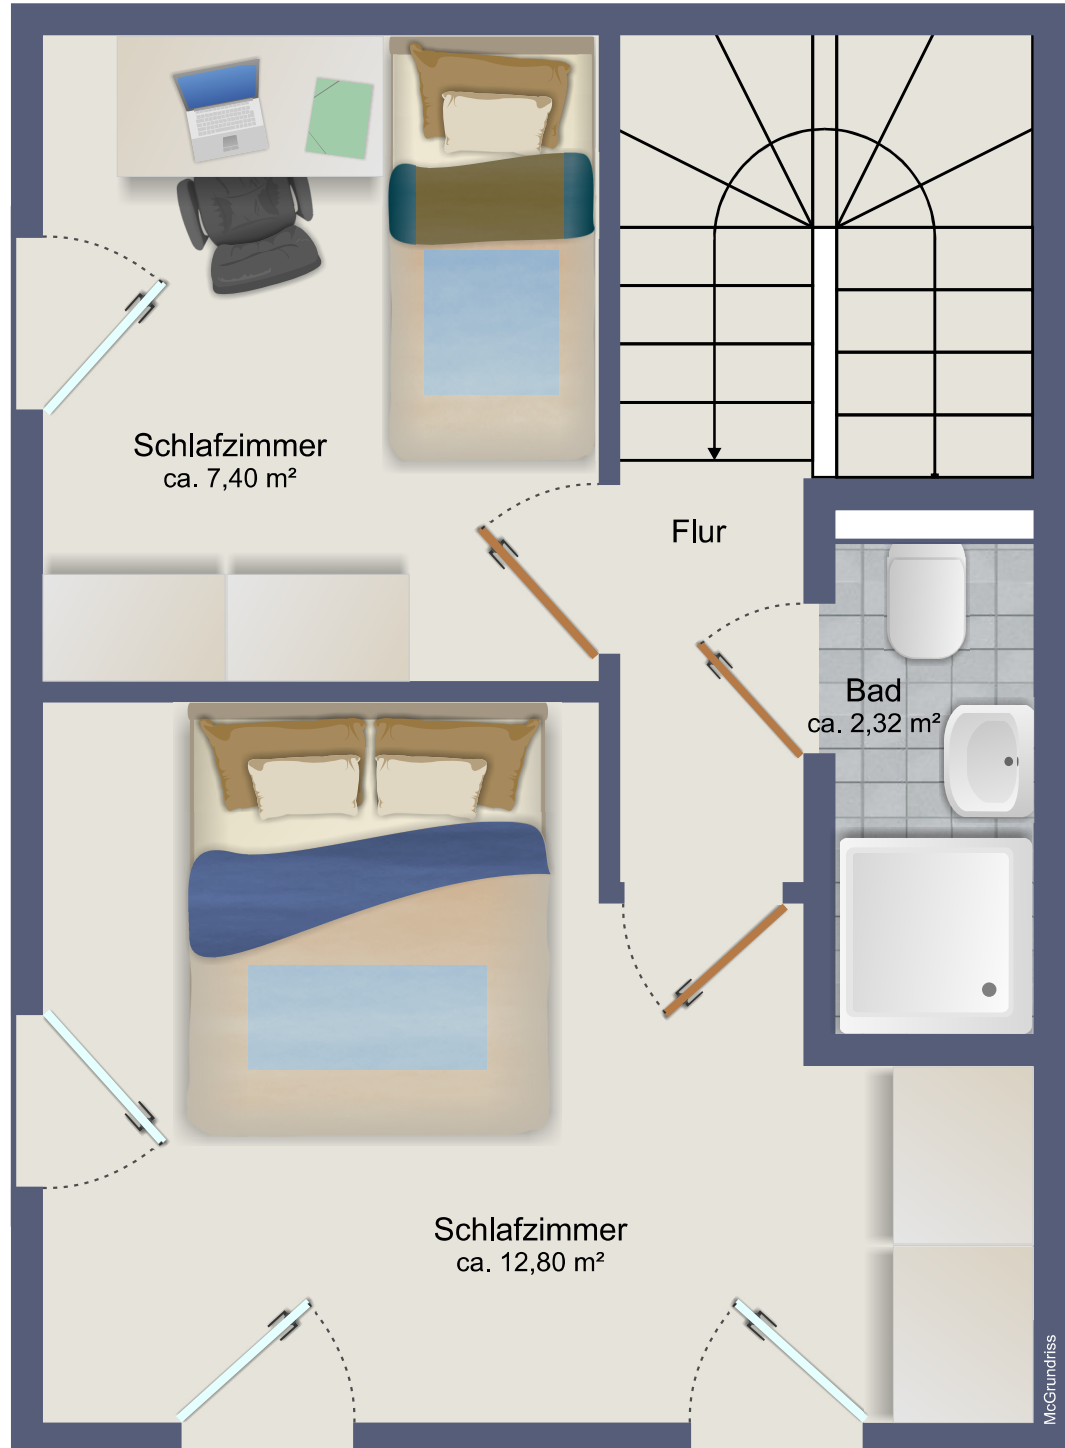 Schlafzimmer
ca. 7,40 m²
Flur
Bad
ca. 2,32 m²
Schlafzimmer
ca. 12,80 m²
McGrundriss